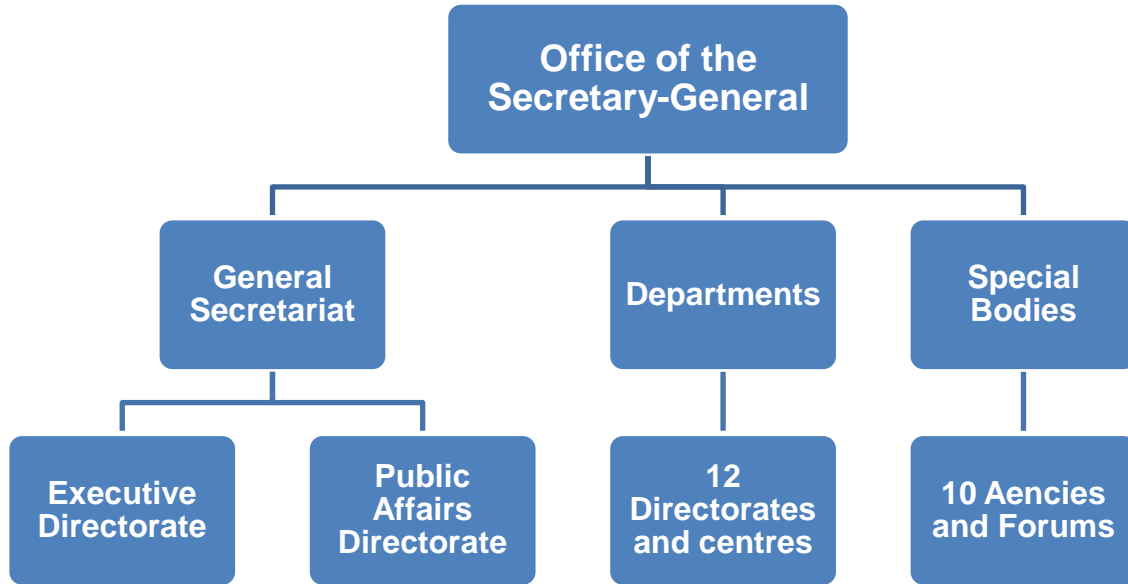 Office of the
Secretary-General
General
Secretariat
Departments
Special
Bodies
Executive
Directorate
Public
Affairs
Directorate
12
Directorates
and centres
10 Aencies
and Forums